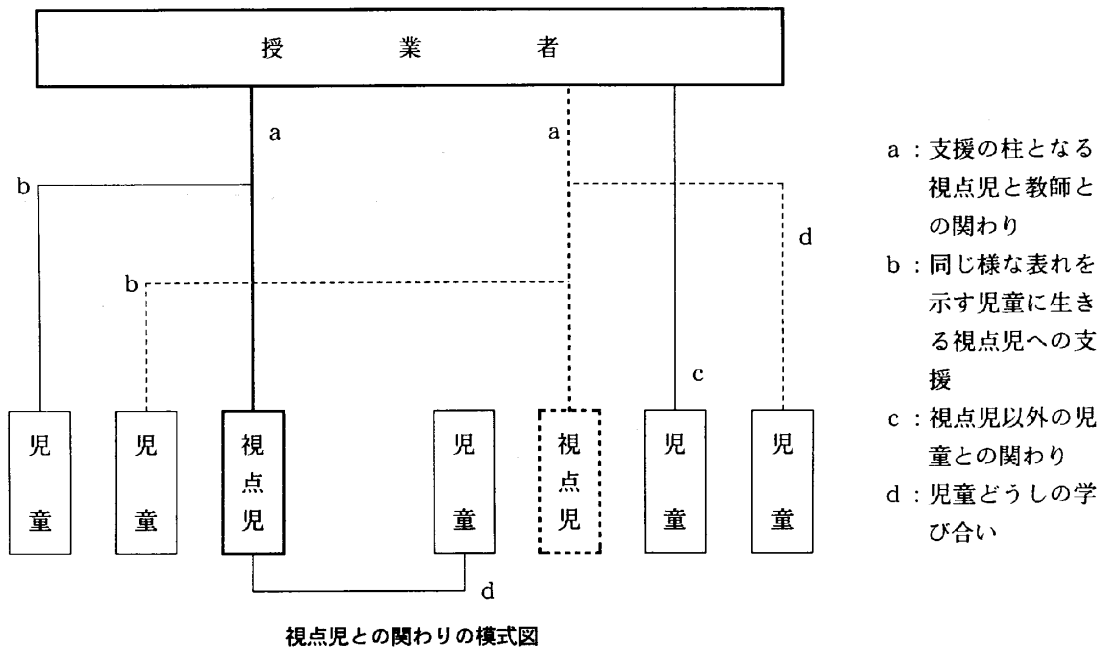 授業者
a
a
b
d
b
c
児童
児童
視点児
児童
視点児
児童
児童
d
a：支援の柱となる
視点児と教師と
の関わり
b：同じ様な表れを
示す児童に生き
る視点児への支
援
c：視点児以外の児
童との関わり
d：児童どうしの学
び合い
視点児との関わりの模式図